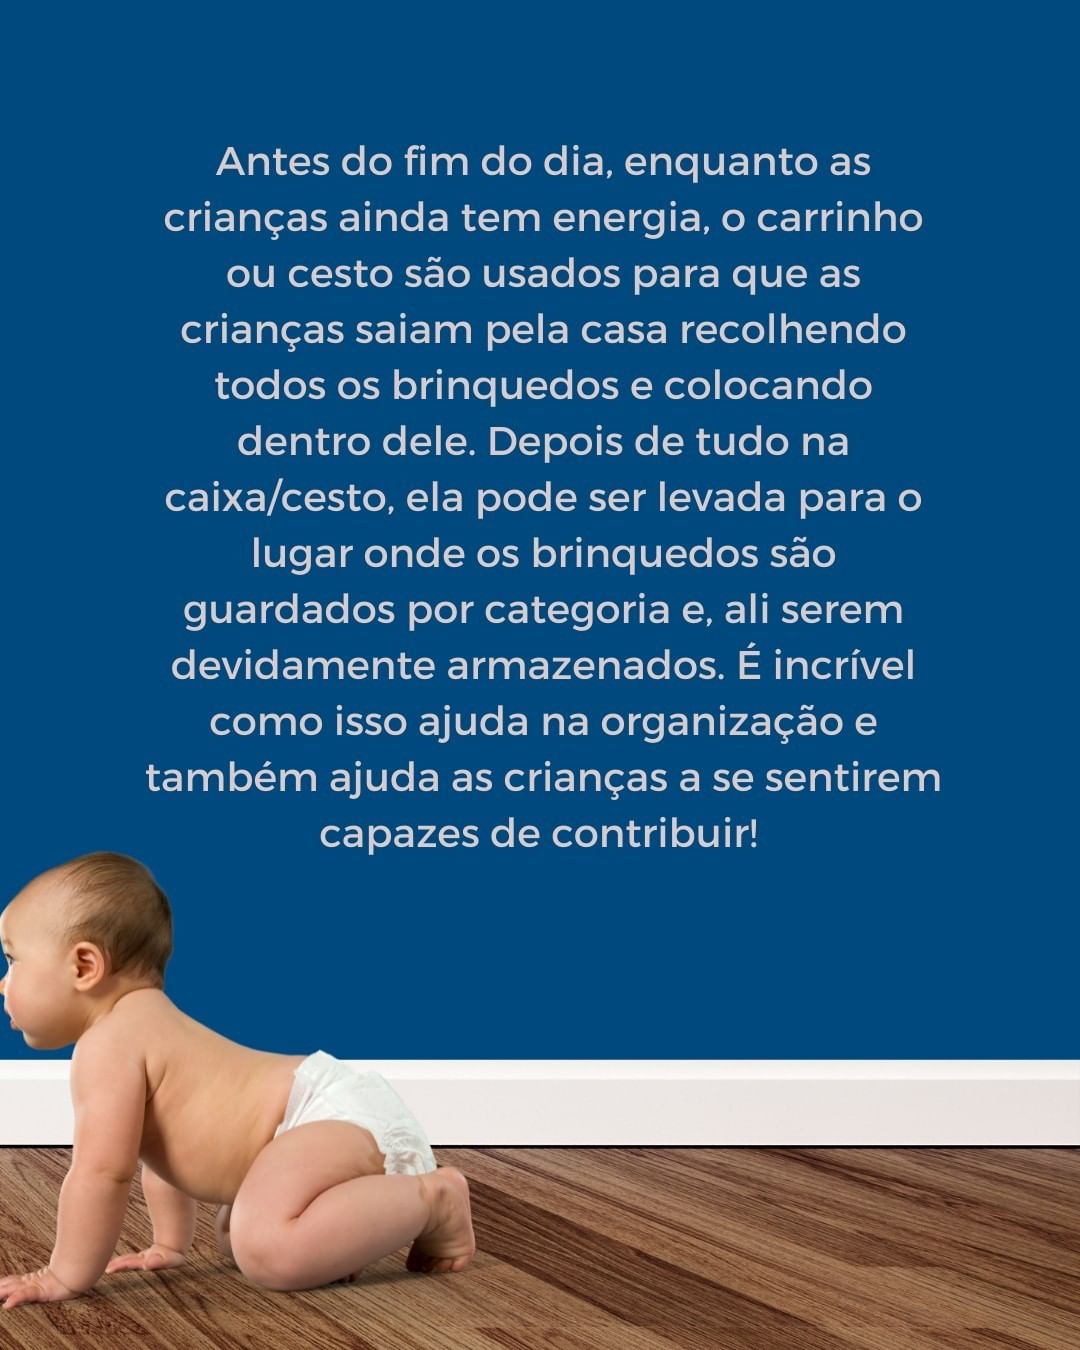 Antes do fim do dia, enquanto as
crianças ainda tem energia, o carrinho
ou cesto são usados para que as
crianças saiam pela casa recolhendo
todos os brinquedos e colocando
dentro dele. Depois de tudo na
caixa/cesto, ela pode ser levada para o
lugar onde os brinquedos são
guardados por categoria e, ali serem
devidamente armazenados. É incrível
como isso ajuda na organização e
também ajuda as crianças a se sentirem
capazes de contribuir!